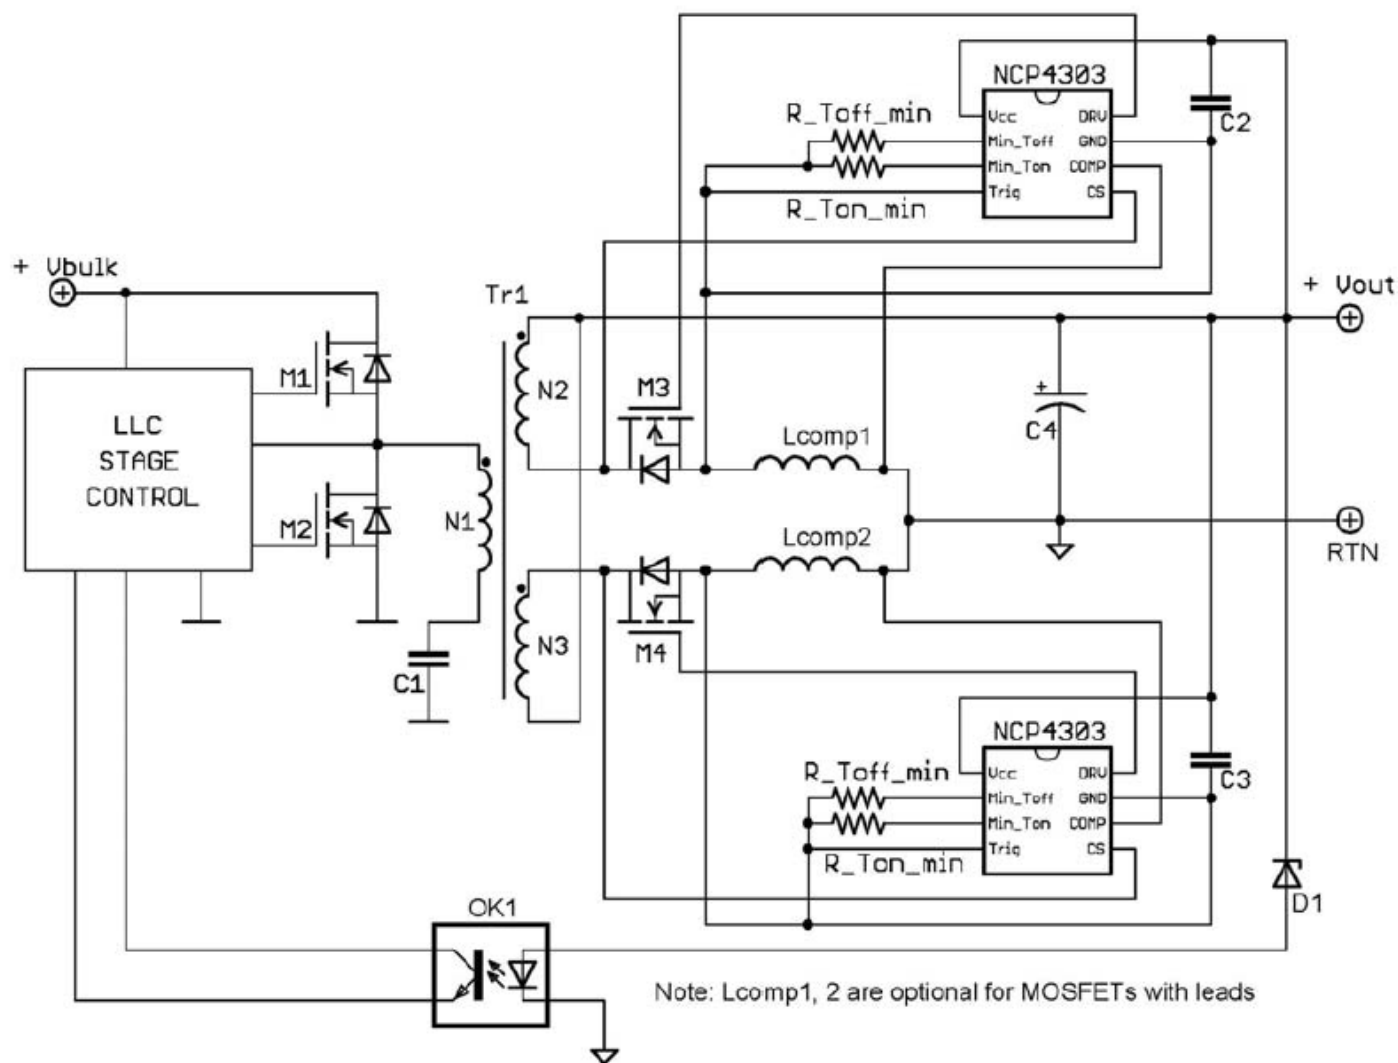 NCP4303
R_Toff_min
Vcc
DRV
C2
Min_Toff
GND
Min_Ton
COMP
Trig
CS
R_Ton_min
+ Vbulk
Tr1
+ Vout
M1
N2
M3
+
C4
LLC
STAGE
CONTROL
Lcomp1
M2
N1
Lcomp2
RTN
N3
M4
C1
NCP4303
R_Toff_min
Vcc
DRV
C3
Min_Toff
GND
Min_Ton
COMP
Trig
CS
R_Ton_min
D1
OK1
Note: Lcomp1, 2 are optional for MOSFETs with leads